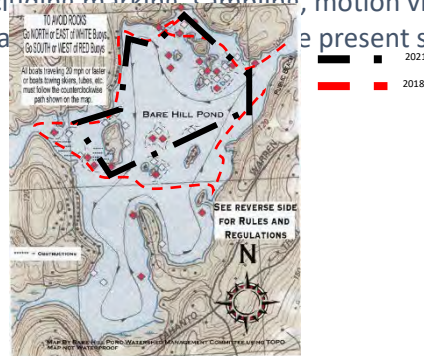 , motion v
e present s
TO AVOID ROCKS
Go NORTH or EAST of WHITE Buoys
Go SOUTH or WEST of RED Buoys
All boats traveling 20 mph or faster
or boats towing skiers, tubes, etc.
must follow the counterclockwise
path shown on the map.
2021
2018
BARE HILL POND
WARREN
SEE REVERSE SIDE
FOR RULES AND
REGULATIONS
N
= OBSTRUCTIONS
MAP BY BARE HILL POND WATERSHED MANAGEMENT COMMITTEE USING TOPO
MAP NOT WATERPROOF